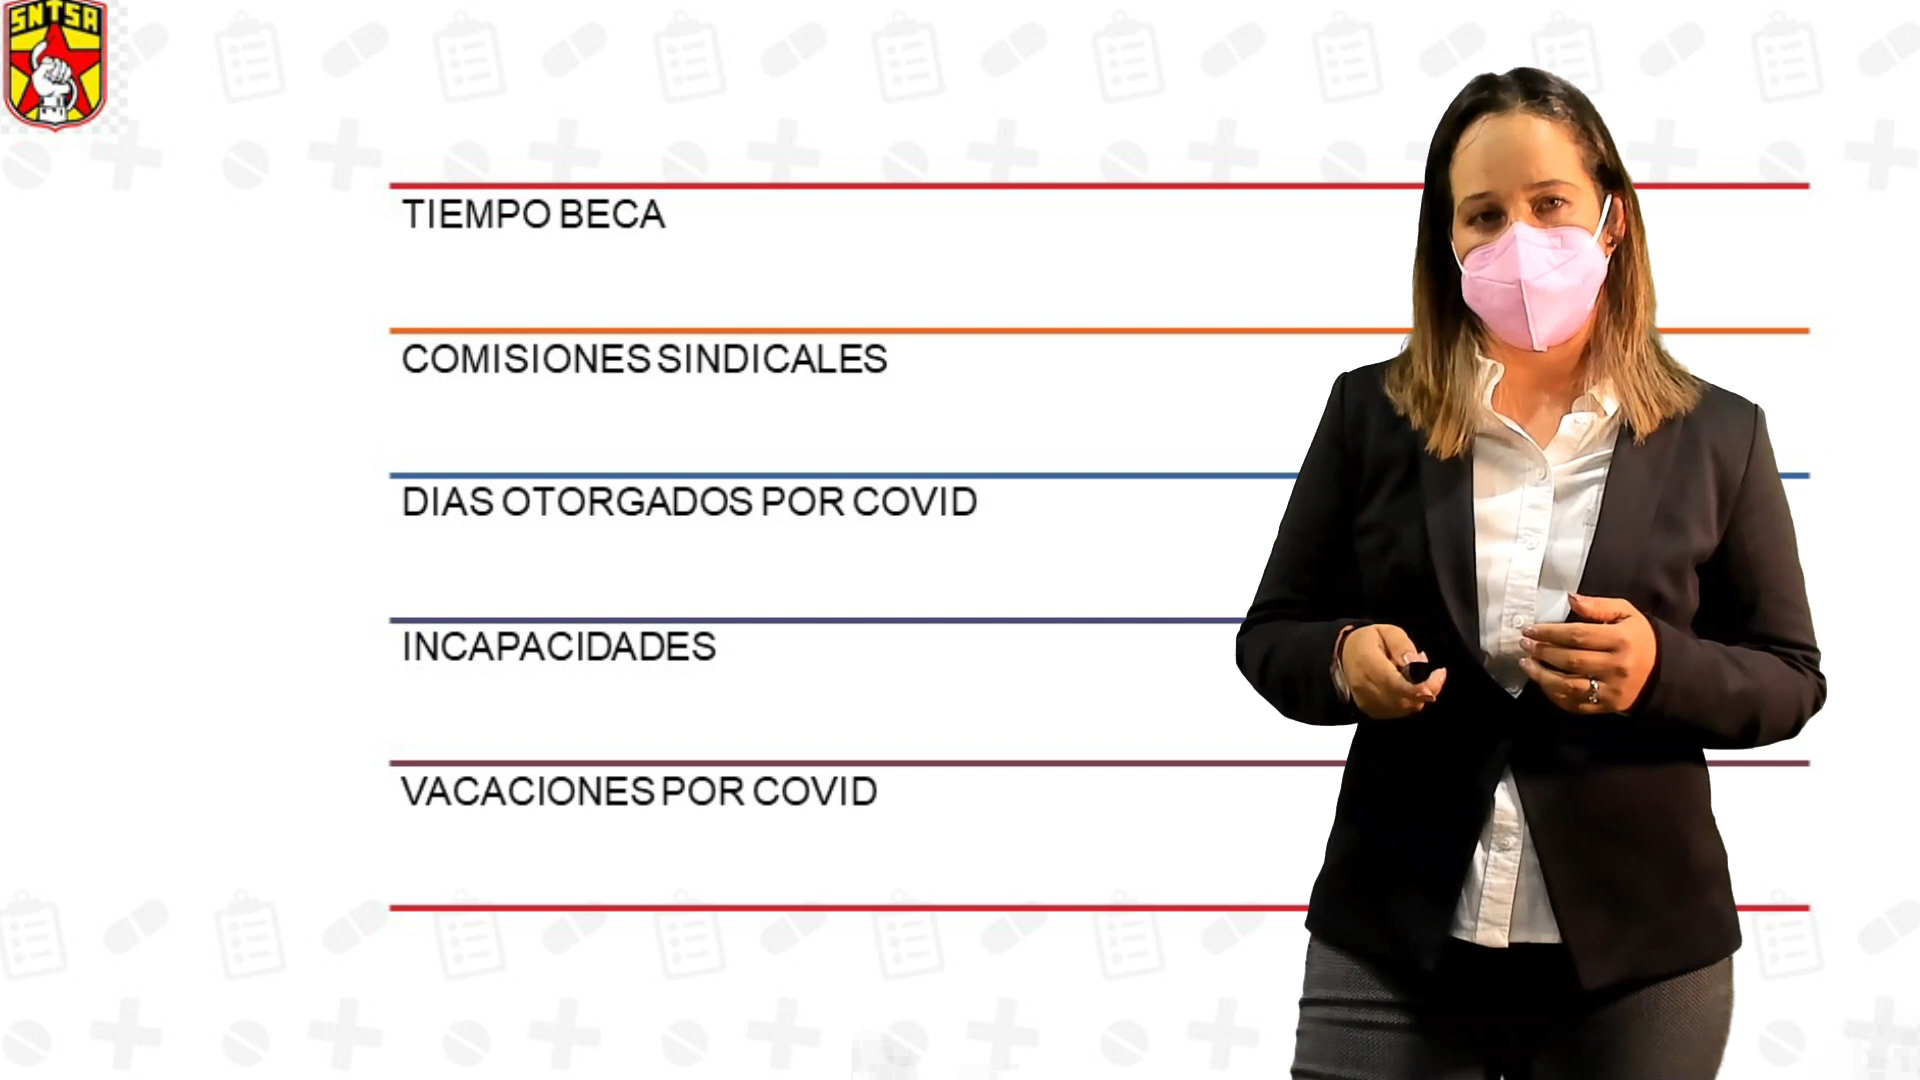 SNTSA
TIEMPO BECA
COMISIONES SINDICALES
DIAS OTORGADOS POR COVID
INCAPACIDADES
VACACIONES POR COVID